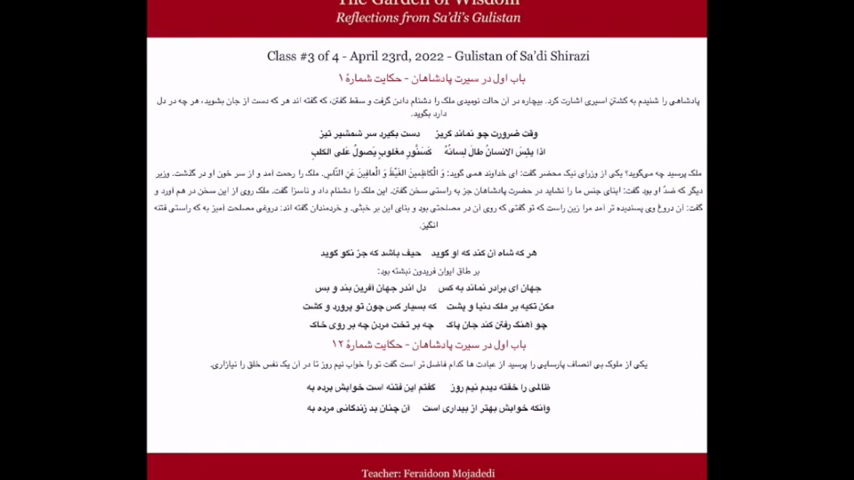 The Garden of Wisdom
Reflections from Sa'di's Gulistan
Class #3 of 4 - April 23rd, 2022 - Gulistan of Sa'di Shirazi
باب اول در سیرت پادشاهان - حکایت شمارهٔ ۱
پادشاهی را شنیدم به کشتن اسیری اشارت کرد. بیچاره در آن حالت نومیدی ملک را دشنام دادن گرفت و سقط گفتن، که گفته اند هر که دست از جان بشوید، هر چه در دل
دارد بگوید.
وقت ضرورت چو نماند گریز دست بگیرد سر شمشیر تیز
اذا یئِسَ الانسانُ طالَ لِسانُهُ کَسَنُّورِ مغلوبٍ یَصولُ عَلی الکلبِ
ملک پرسید چه می‌گوید؟ یکی از وزرای نیک محضر گفت: ای خداوند همی گوید: وَ الْکاظِمینَ الغَیْظَ وَ الْعافِینَ عَنِ النّاسِ. ملک را رحمت آمد و از سر خون او در گذشت. وزیر
دیگر که ضدّ او بود گفت: ابنای جنس ما را نشاید در حضرت پادشاهان جز به راستی سخن گفتن. این ملک را دشنام داد و ناسزا گفت. ملک روی از این سخن در هم آورد و
گفت: آن دروغ وی پسندیده تر آمد مرا زین راست که تو گفتی که روی آن در مصلحتی بود و بنای این بر خبثی. و خردمندان گفته اند: دروغی مصلحت آمیز به که راستی فتنه
انگیز.
هر که شاه آن کند که او گوید حیف باشد که جز نکو گوید
بر طاق ایوان فریدون نبشته بود:
جهان ای برادر نماند به کس دل اندر جهان آفرین بند و بس
مکن تکیه بر ملک دنیا و پشت که بسیار کس چون تو پرورد و کشت
چو آهنگ رفتن کند جان پاک چه بر تخت مردن چه بر روی خاک
باب اول در سیرت پادشاهان - حکایت شمارهٔ ۱۲
یکی از ملوک بی انصاف پارسایی را پرسید از عبادت ها کدام فاضل تر است گفت تو را خواب نیم روز تا در آن یک نفس خلق را نیازاری.
ظالمی را خفته دیدم نیم روز گفتم این فتنه است خوابش برده به
وآنکه خوابش بهتر از بیداری است آن چنان بد زندگانی مرده به
Teacher: Feraidoon Mojadedi